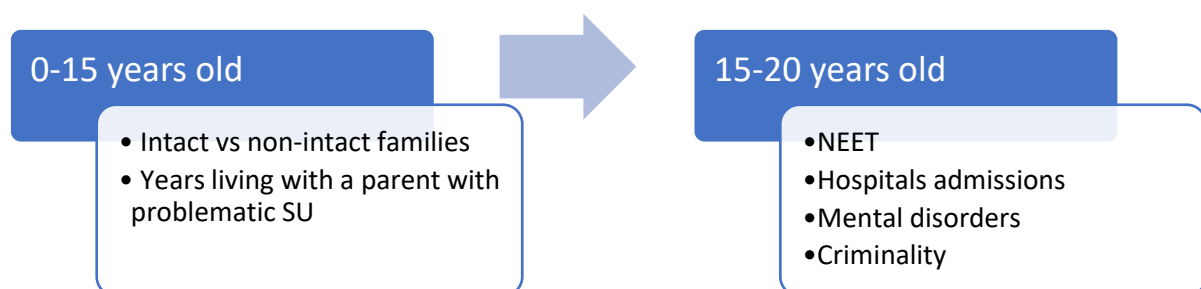 0-15 years old
• Intact vs non-intact families
• Years living with a parent with
problematic SU
15-20 years old
•NEET
•Hospitals admissions
•Mental disorders
•Criminality